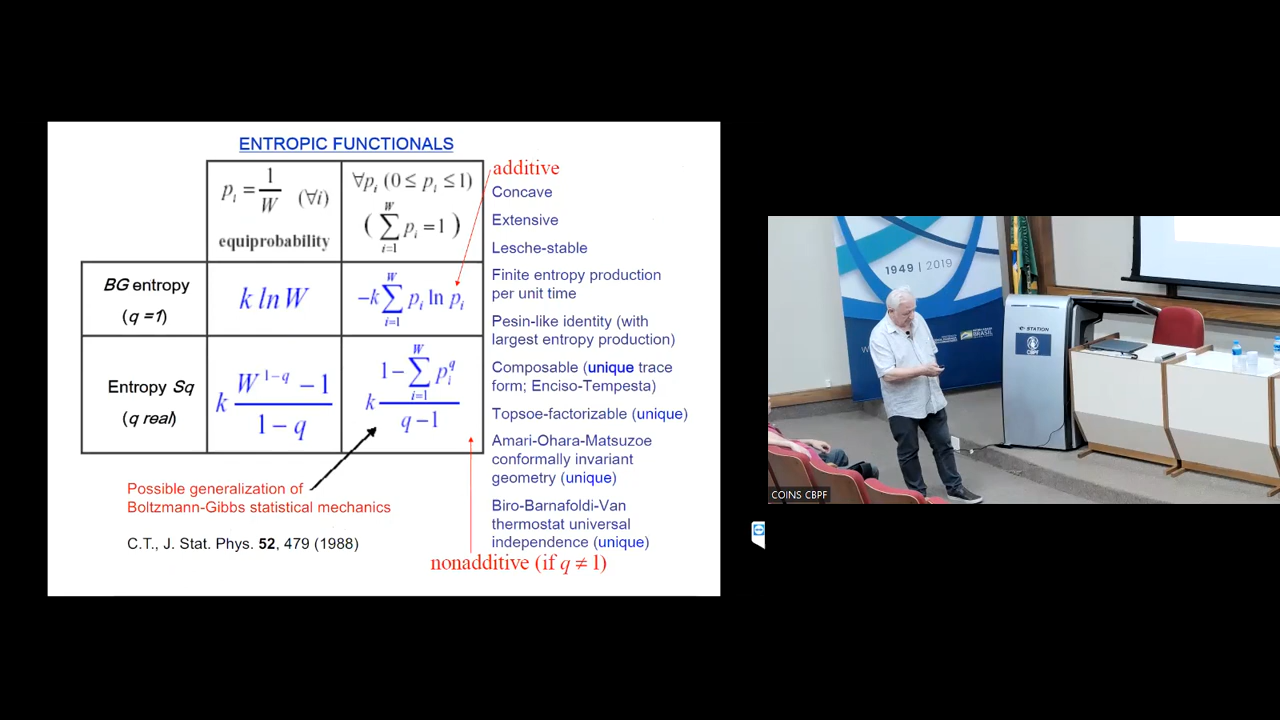 ENTROPIC FUNCTIONALS
p_i = 1/W (∀i)
equiprobability
∀p_i (0 ≤ p_i ≤ 1)
( ∑_{i=1}^{W} p_i = 1 )
BG entropy
(q =1)
k ln W
−k ∑_{i=1}^{W} p_i ln p_i
Entropy Sq
(q real)
k (W^{1−q} − 1)/(1 − q)
k (1 − ∑_{i=1}^{W} p_i^q)/(q − 1)
additive
Concave
Extensive
Lesche-stable
Finite entropy production
per unit time
Pesin-like identity (with
largest entropy production)
Composable (unique trace
form; Enciso-Tempesta)
Topsoe-factorizable (unique)
Amari-Ohara-Matsuzoe
conformally invariant
geometry (unique)
Biro-Barnafoldi-Van
thermostat universal
independence (unique)
nonadditive (if q ≠ 1)
Possible generalization of
Boltzmann-Gibbs statistical mechanics
C.T., J. Stat. Phys. 52, 479 (1988)
1949 | 2019
STATION
CBPF
BRASIL
COINS CBPF